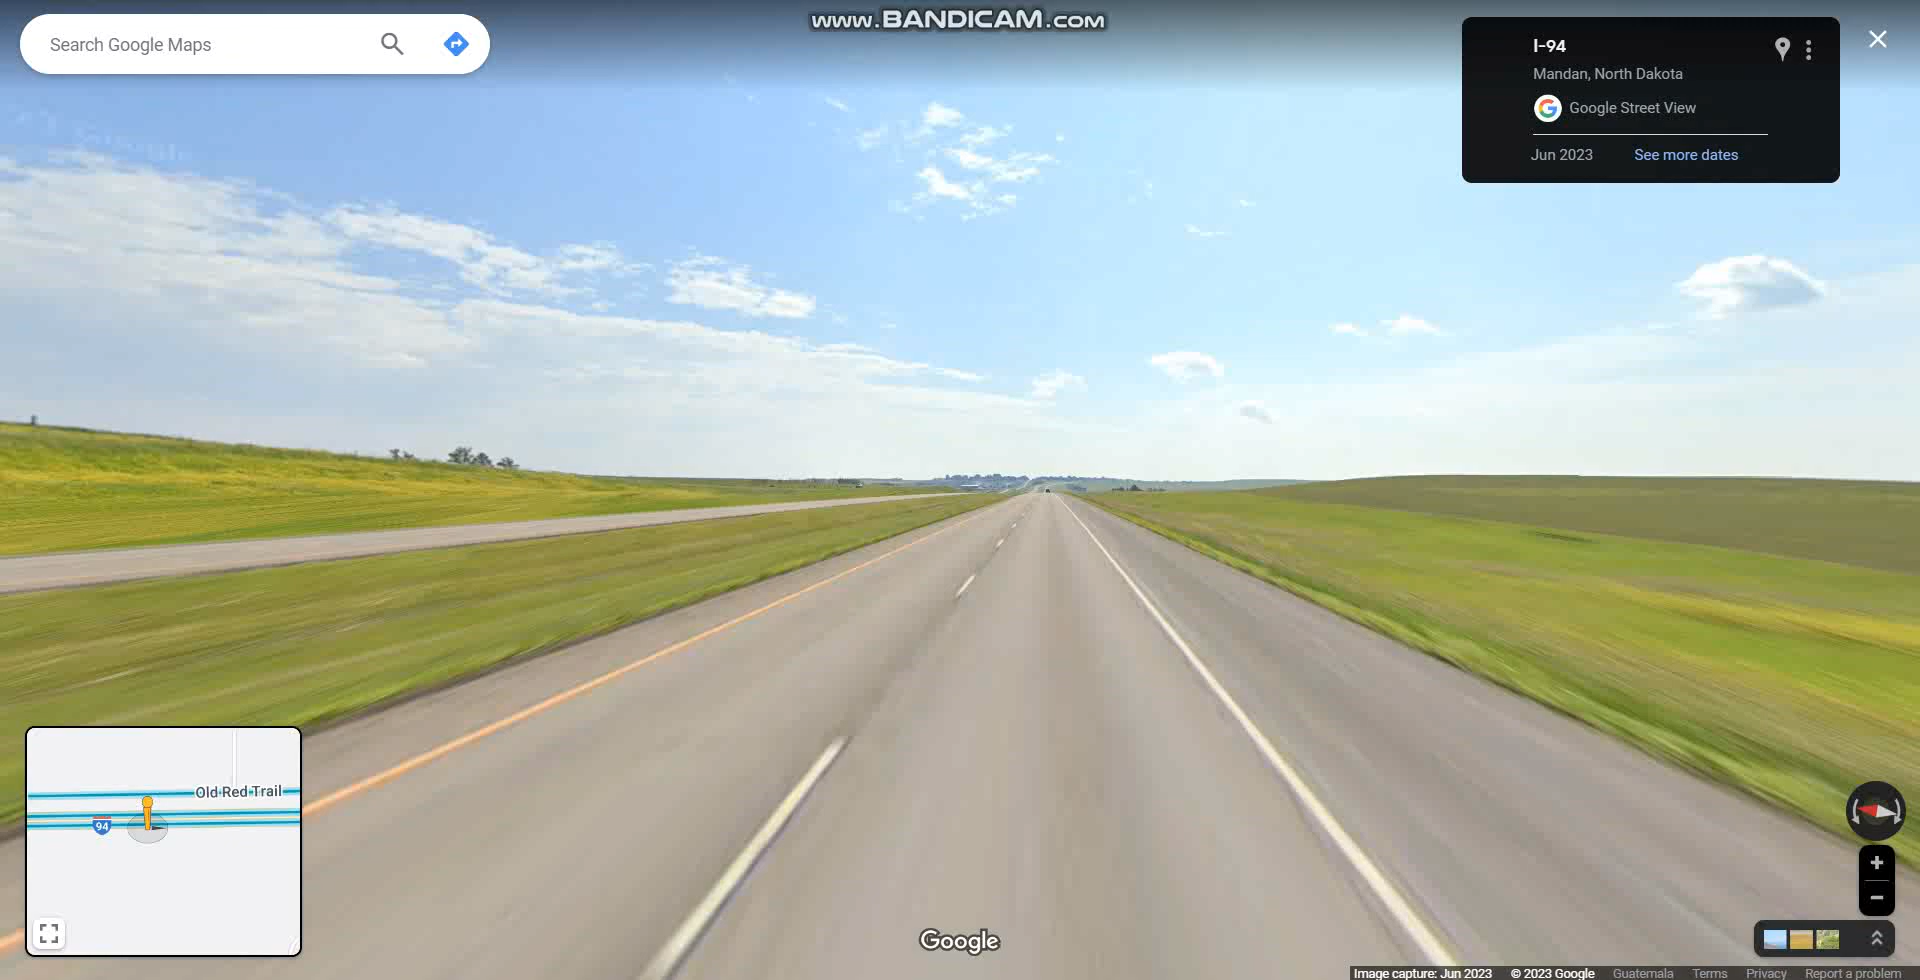 www.BANDICAM.com
Search Google Maps
I-94
Mandan, North Dakota
Google Street View
Jun 2023
See more dates
Old Red Trail
94
Google
Image capture: Jun 2023
© 2023 Google
Guatemala
Terms
Privacy
Report a problem